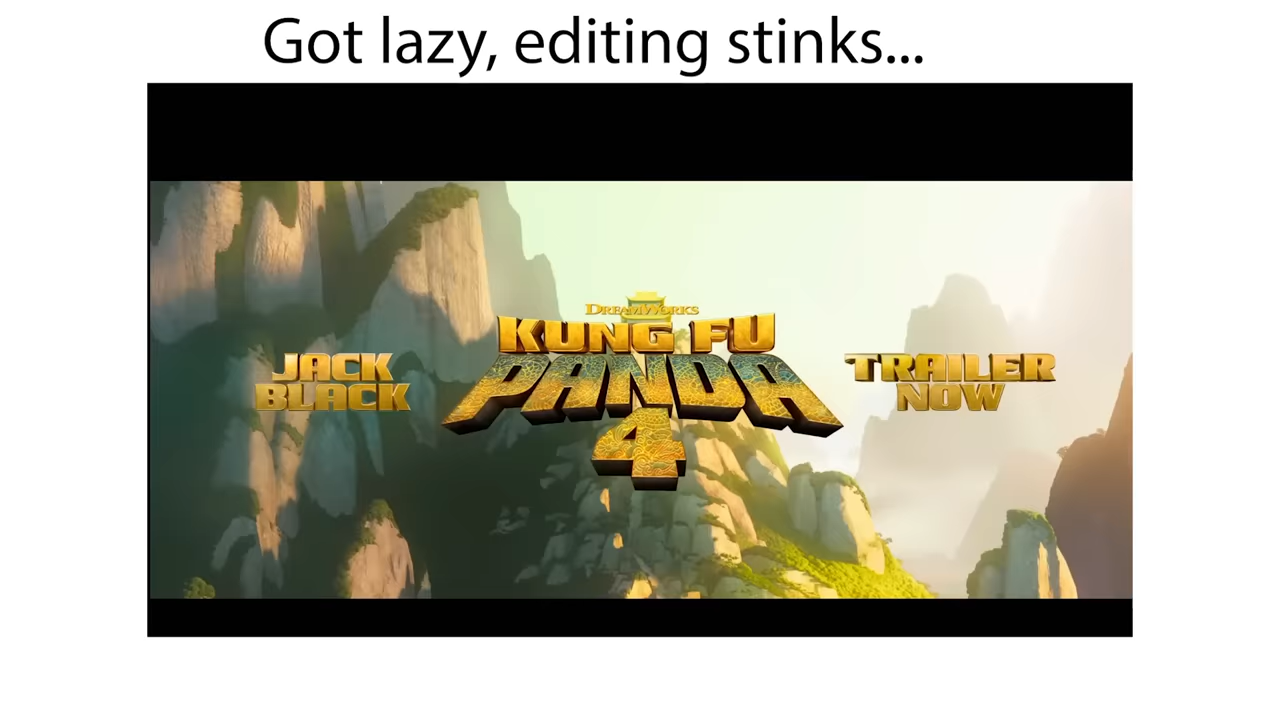 Got lazy, editing stinks...
DREAMWORKS
KUNG FU
PANDA
4
JACK
BLACK
TRAILER
NOW